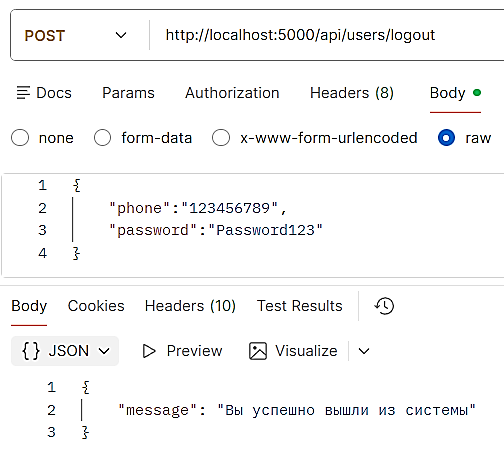 POST http://localhost:5000/api/users/logout
Docs Params Authorization Headers (8) Body
none form-data x-www-form-urlencoded raw
1 {
2 "phone":"123456789",
3 "password":"Password123"
4 }
Body Cookies Headers (10) Test Results
{} JSON Preview Visualize
1 {
2 "message": "Вы успешно вышли из системы"
3 }